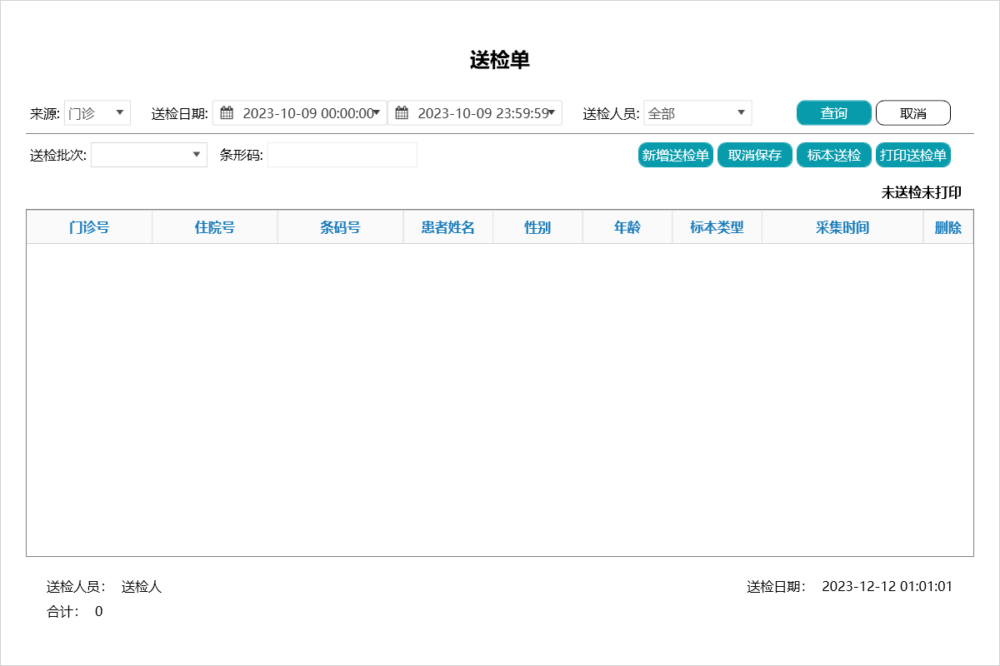 送检单
来源: 门诊 送检日期: 2023-10-09 00:00:00 2023-10-09 23:59:59 送检人员: 全部 查询 取消
送检批次: 条形码: 新增送检单 取消保存 标本送检 打印送检单
未送检未打印
门诊号 住院号 条码号 患者姓名 性别 年龄 标本类型 采集时间 删除
送检人员： 送检人 送检日期： 2023-12-12 01:01:01
合计： 0